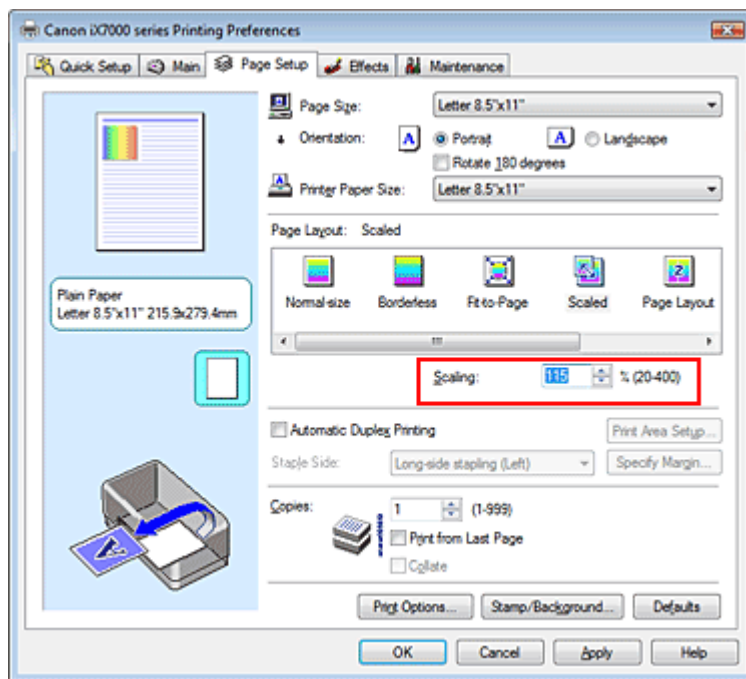 Canon iX7000 series Printing Preferences
Quick Setup Main Page Setup Effects Maintenance
Page Size: Letter 8.5"x11"
Orientation: A Portrait A Landscape
Rotate 180 degrees
Printer Paper Size: Letter 8.5"x11"
Page Layout: Scaled
Normal-size Borderless Fit-to-Page Scaled Page Layout
Plain Paper
Letter 8.5"x11" 215.9x279.4mm
Scaling: 115 % (20-400)
Automatic Duplex Printing Print Area Setup...
Staple Side: Long-side stapling (Left) Specify Margin...
Copies: 1 (1-999)
Print from Last Page
Collate
Print Options... Stamp/Background... Defaults
OK Cancel Apply Help